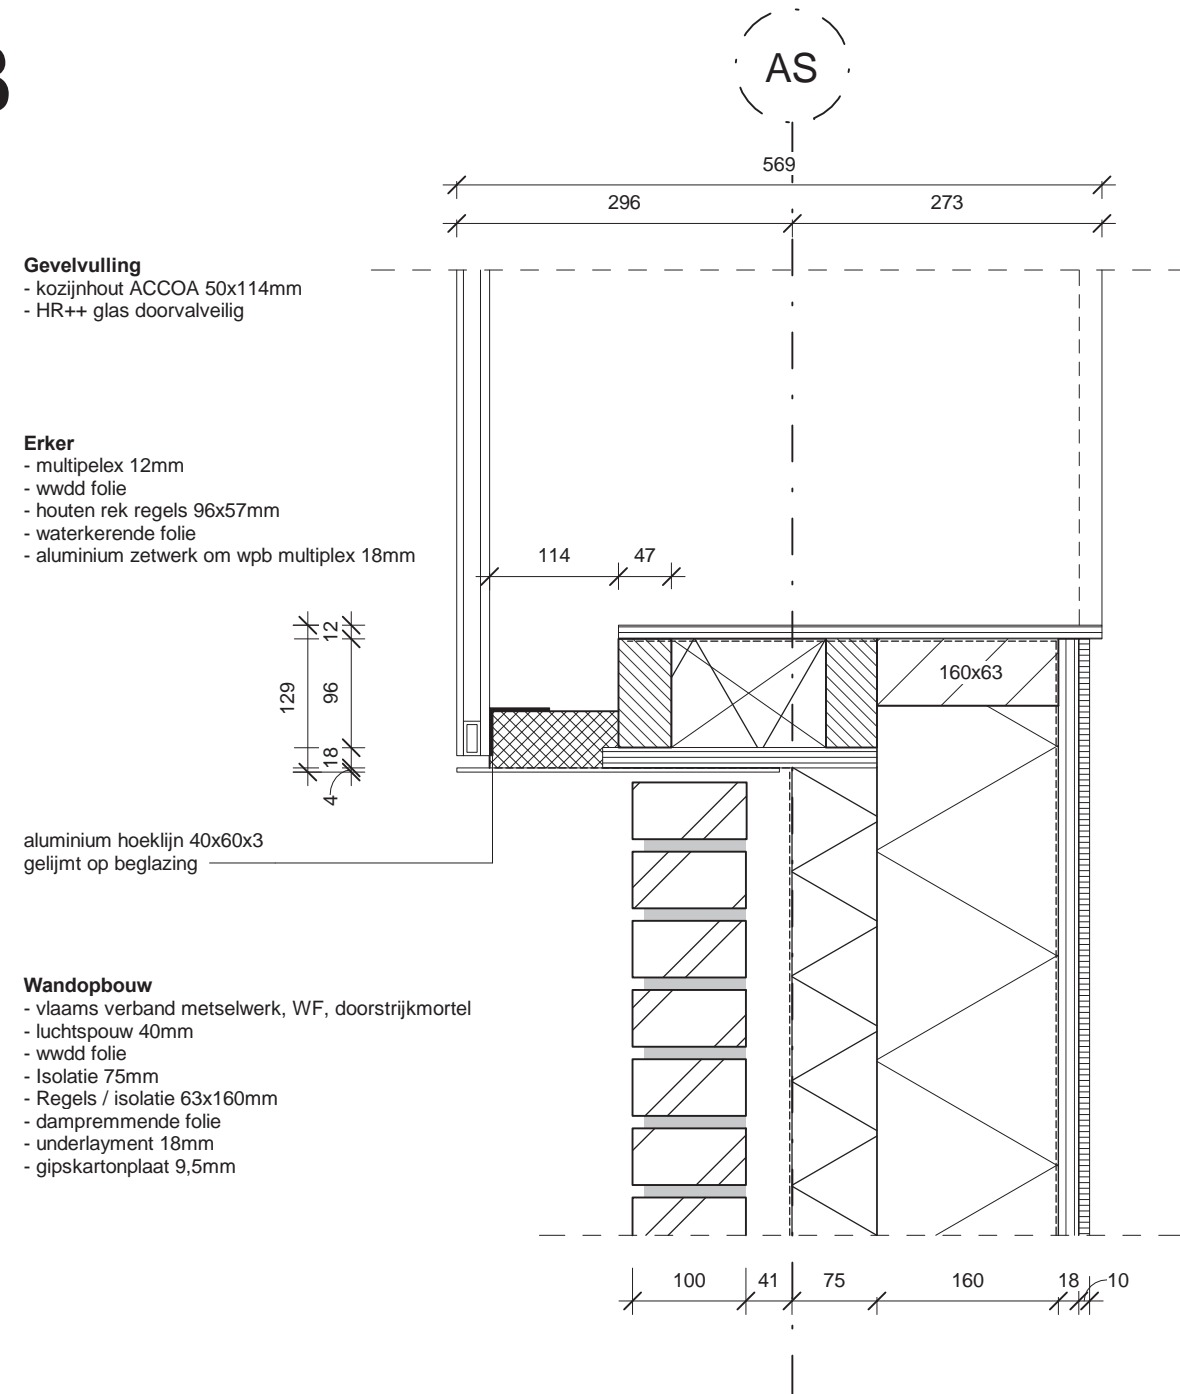 AS
569
296 273
Gevelvulling
- kozijnhout ACCOA 50x114mm
- HR++ glas doorvalveilig
Erker
- multipelex 12mm
- wwdd folie
- houten rek regels 96x57mm
- waterkerende folie
- aluminium zetwerk om wpb multiplex 18mm
114 47
12
129
96
18
4
160x63
aluminium hoeklijn 40x60x3
gelijmt op beglazing
Wandopbouw
- vlaams verband metselwerk, WF, doorstrijkmortel
- luchtspouw 40mm
- wwdd folie
- Isolatie 75mm
- Regels / isolatie 63x160mm
- dampremmende folie
- underlayment 18mm
- gipskartonplaat 9,5mm
100 41 75 160 18 10